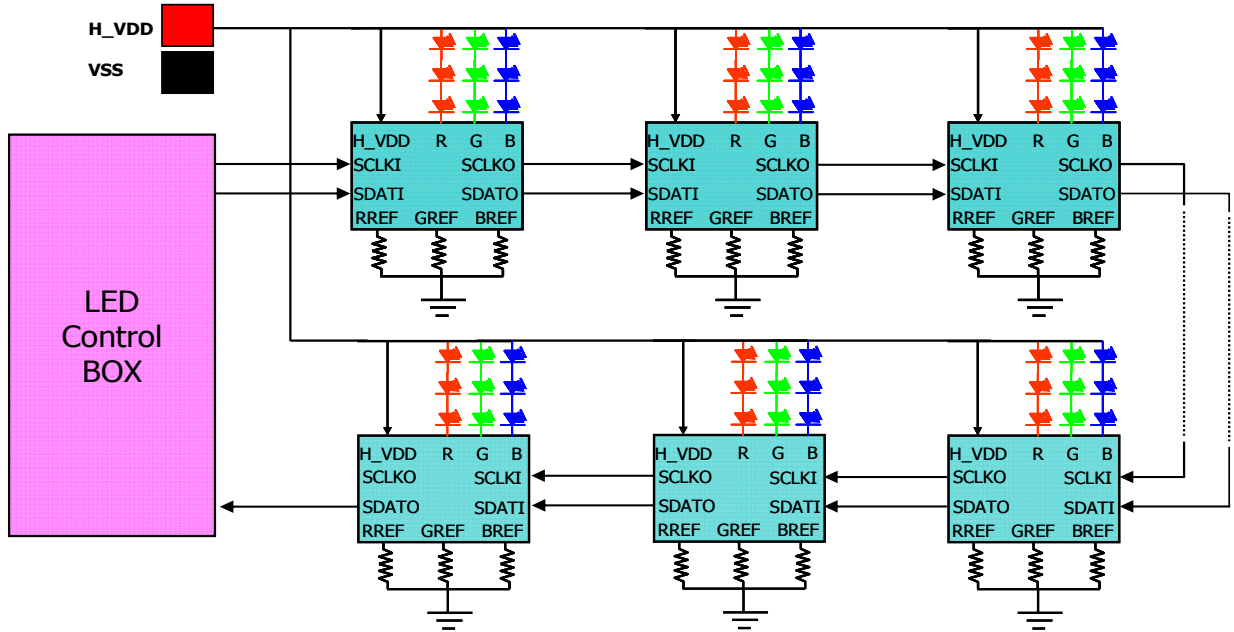 H_VDD
VSS
H_VDD R G B
SCLKI SCLKO
SDATI SDATO
RREF GREF BREF
H_VDD R G B
SCLKI SCLKO
SDATI SDATO
RREF GREF BREF
H_VDD R G B
SCLKI SCLKO
SDATI SDATO
RREF GREF BREF
LED
Control
BOX
H_VDD R G B
SCLKO SCLKI
SDATO SDATI
RREF GREF BREF
H_VDD R G B
SCLKO SCLKI
SDATO SDATI
RREF GREF BREF
H_VDD R G B
SCLKO SCLKI
SDATO SDATI
RREF GREF BREF